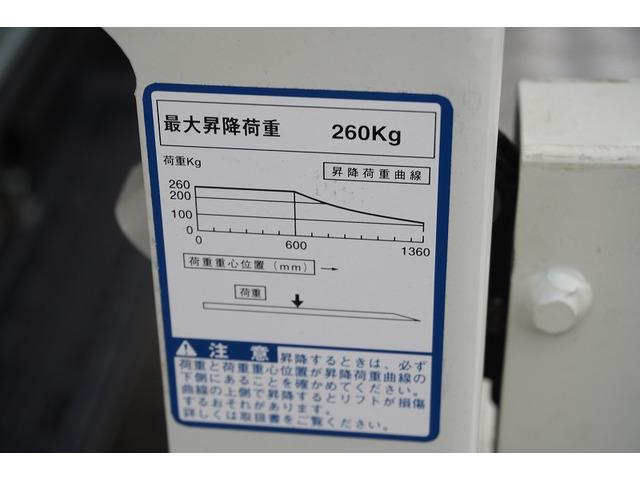 最大昇降荷重 260Kg
荷重Kg
昇降荷重曲線
260
200
100
0
0 600 1360
荷重重心位置(mm) →
荷重
注意 昇降するときは、必ず
荷重と荷重重心位置が昇降荷重曲線の
下側にあることを確かめてください。
曲線の上側で昇降するとリフトが損傷
するおそれがあります。
詳しくは取扱書をご覧ください。